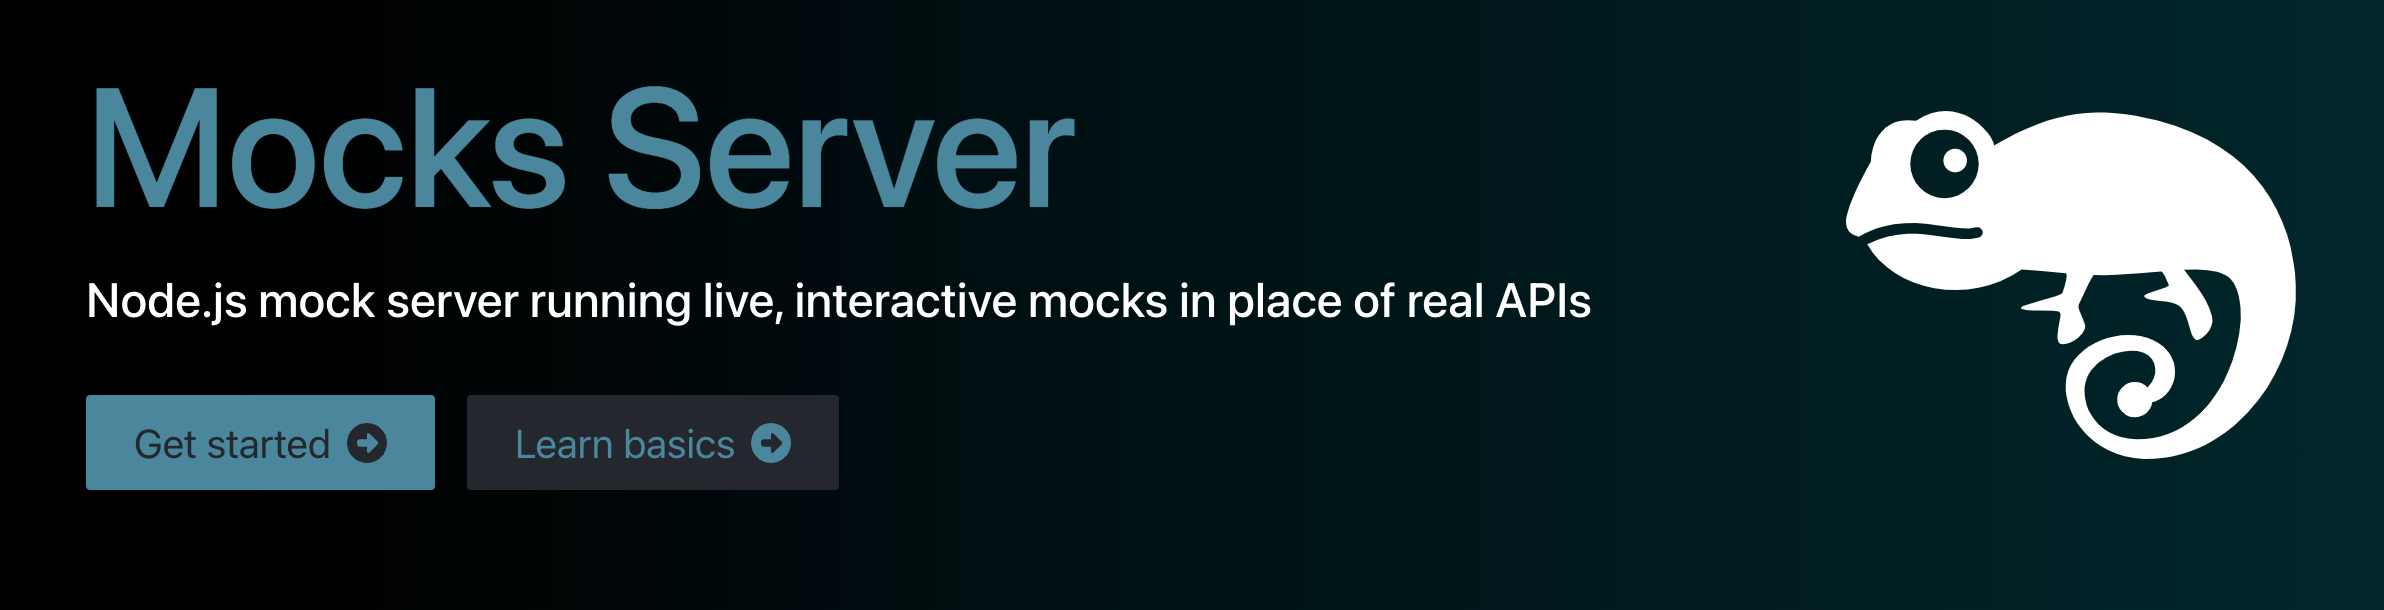 Mocks Server
Node.js mock server running live, interactive mocks in place of real APIs
Get started
Learn basics